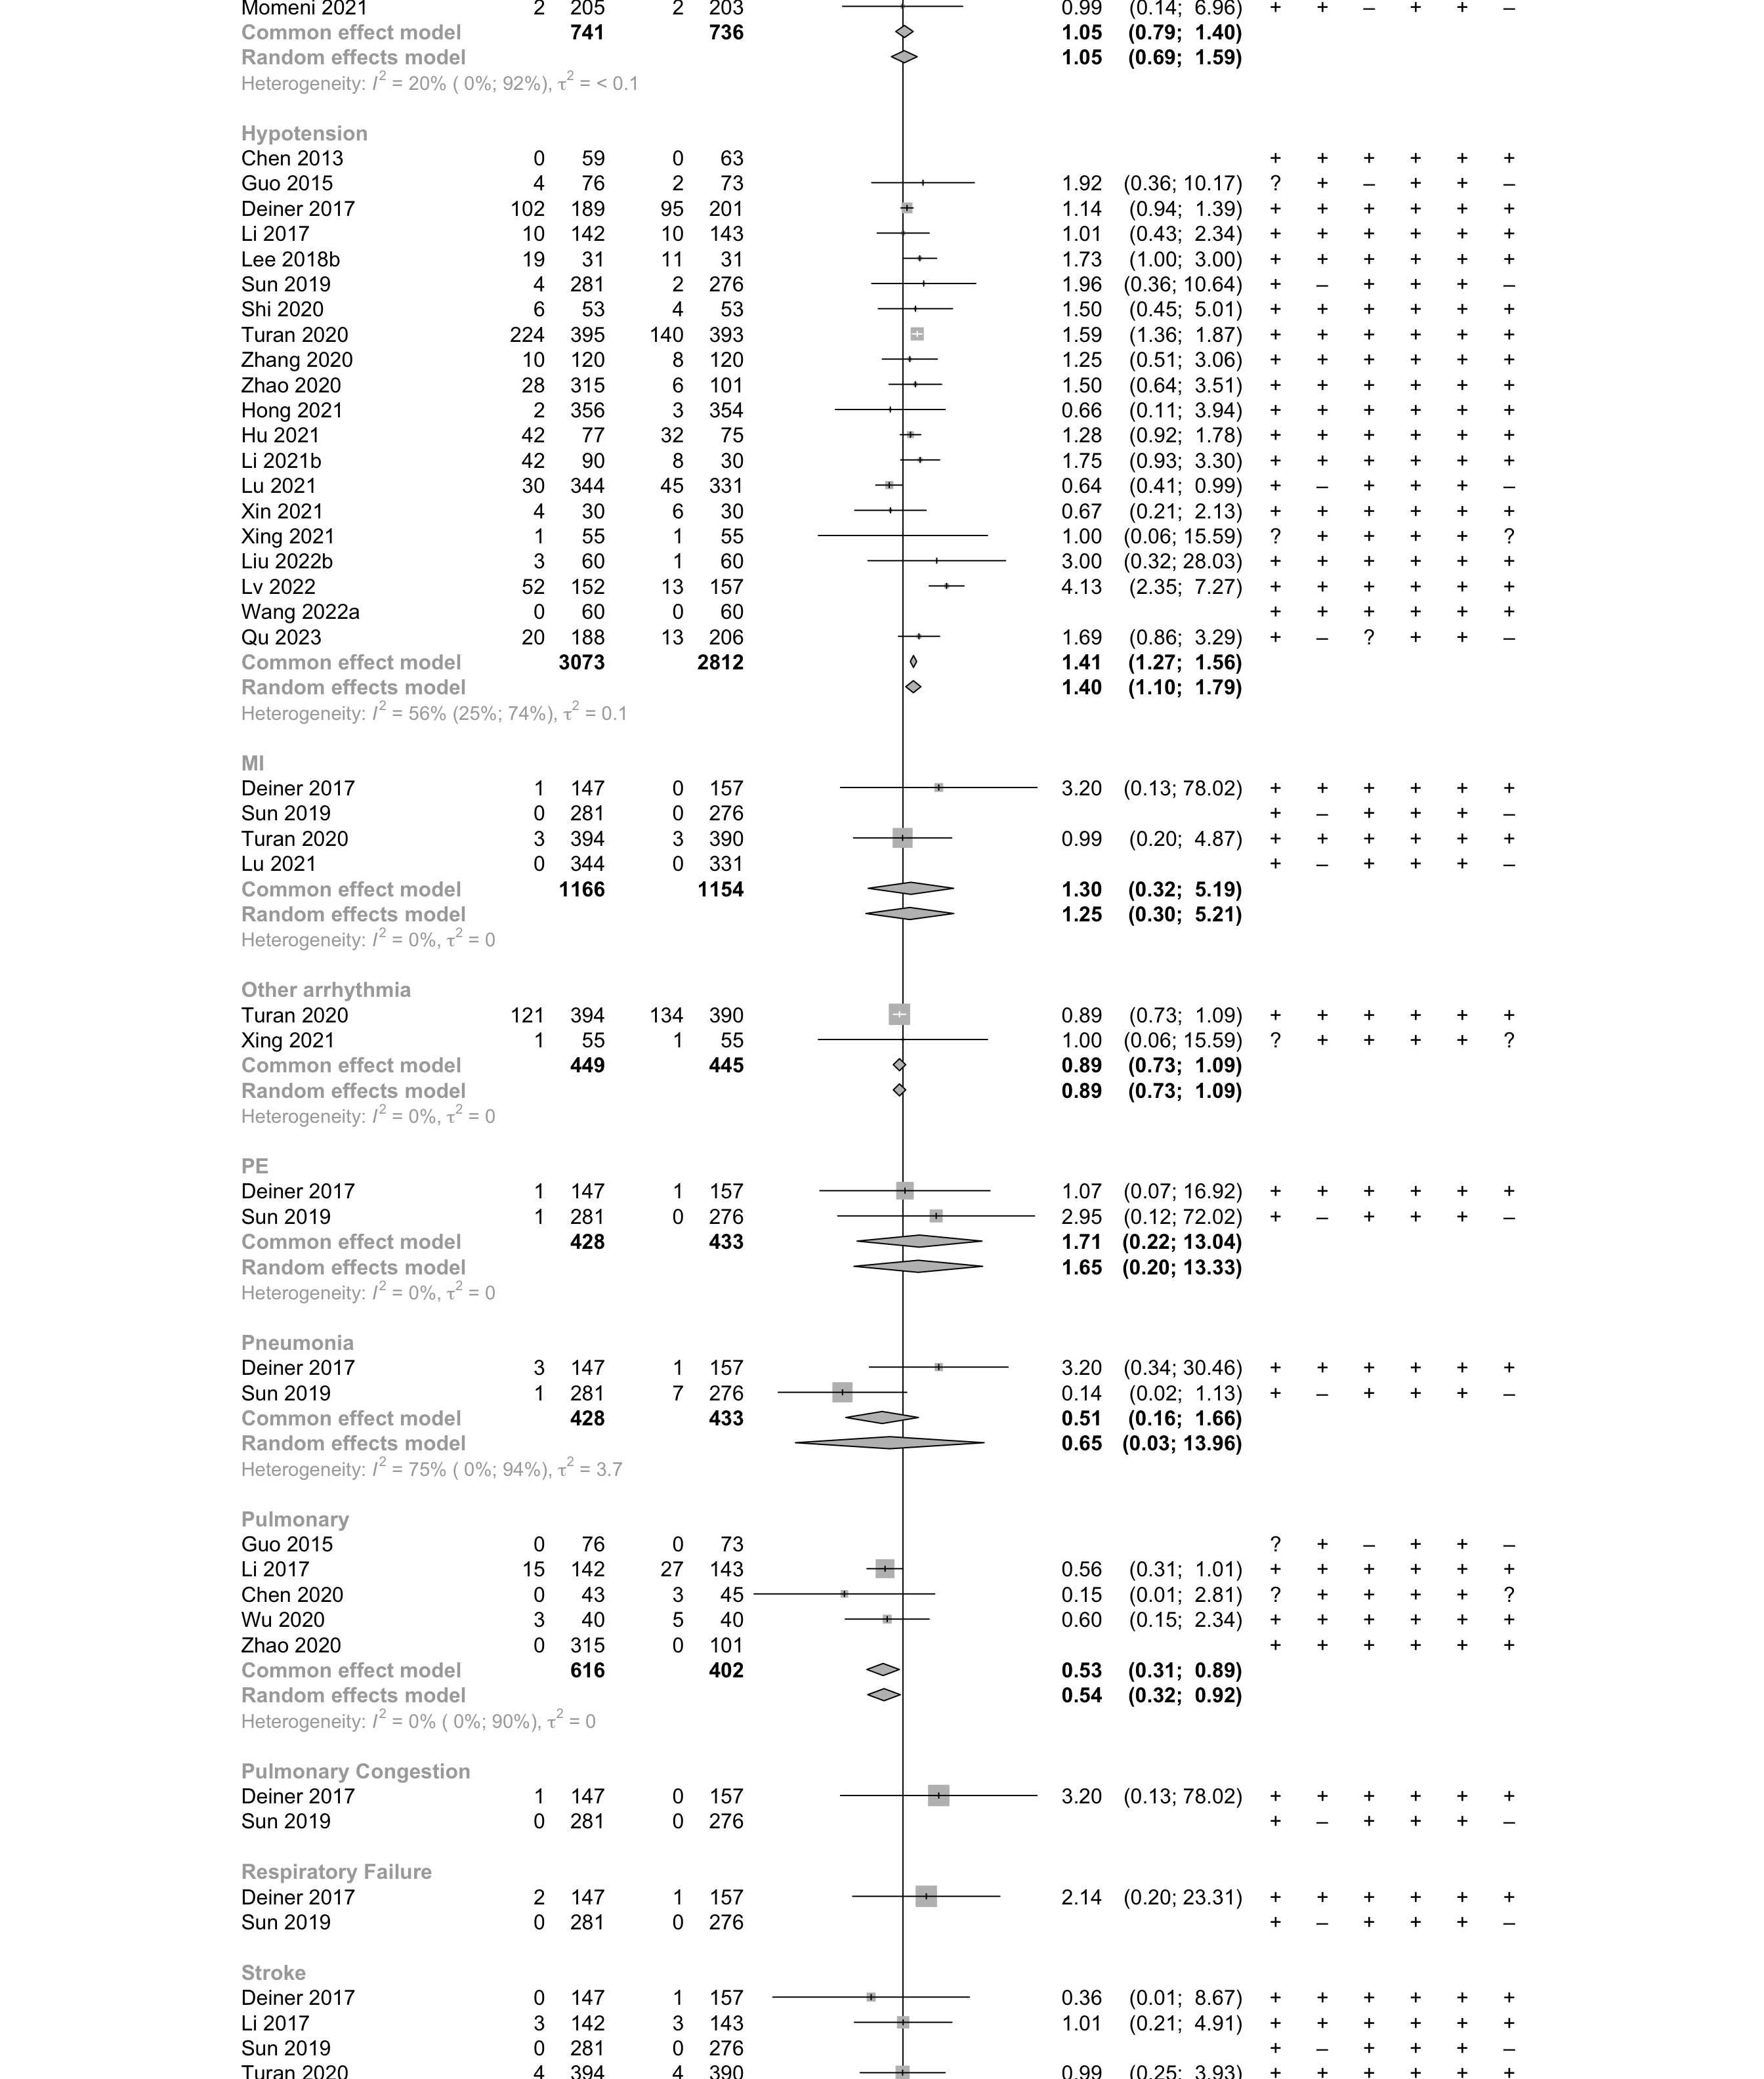 Momeni 2021 2 205 2 203 0.99 (0.14; 6.96) + + – + + –
Common effect model 741 736 1.05 (0.79; 1.40)
Random effects model 1.05 (0.69; 1.59)
Heterogeneity: I² = 20% ( 0%; 92%), τ² = < 0.1
Hypotension
Chen 2013 0 59 0 63 + + + + + +
Guo 2015 4 76 2 73 1.92 (0.36; 10.17) ? + – + + –
Deiner 2017 102 189 95 201 1.14 (0.94; 1.39) + + + + + +
Li 2017 10 142 10 143 1.01 (0.43; 2.34) + + + + + +
Lee 2018b 19 31 11 31 1.73 (1.00; 3.00) + + + + + +
Sun 2019 4 281 2 276 1.96 (0.36; 10.64) + – + + + –
Shi 2020 6 53 4 53 1.50 (0.45; 5.01) + + + + + +
Turan 2020 224 395 140 393 1.59 (1.36; 1.87) + + + + + +
Zhang 2020 10 120 8 120 1.25 (0.51; 3.06) + + + + + +
Zhao 2020 28 315 6 101 1.50 (0.64; 3.51) + + + + + +
Hong 2021 2 356 3 354 0.66 (0.11; 3.94) + + + + + +
Hu 2021 42 77 32 75 1.28 (0.92; 1.78) + + + + + +
Li 2021b 42 90 8 30 1.75 (0.93; 3.30) + + + + + +
Lu 2021 30 344 45 331 0.64 (0.41; 0.99) + – + + + –
Xin 2021 4 30 6 30 0.67 (0.21; 2.13) + + + + + +
Xing 2021 1 55 1 55 1.00 (0.06; 15.59) ? + + + + ?
Liu 2022b 3 60 1 60 3.00 (0.32; 28.03) + + + + + +
Lv 2022 52 152 13 157 4.13 (2.35; 7.27) + + + + + +
Wang 2022a 0 60 0 60 + + + + + +
Qu 2023 20 188 13 206 1.69 (0.86; 3.29) + – ? + + –
Common effect model 3073 2812 1.41 (1.27; 1.56)
Random effects model 1.40 (1.10; 1.79)
Heterogeneity: I² = 56% (25%; 74%), τ² = 0.1
MI
Deiner 2017 1 147 0 157 3.20 (0.13; 78.02) + + + + + +
Sun 2019 0 281 0 276 + – + + + –
Turan 2020 3 394 3 390 0.99 (0.20; 4.87) + + + + + +
Lu 2021 0 344 0 331 + – + + + –
Common effect model 1166 1154 1.30 (0.32; 5.19)
Random effects model 1.25 (0.30; 5.21)
Heterogeneity: I² = 0%, τ² = 0
Other arrhythmia
Turan 2020 121 394 134 390 0.89 (0.73; 1.09) + + + + + +
Xing 2021 1 55 1 55 1.00 (0.06; 15.59) ? + + + + ?
Common effect model 449 445 0.89 (0.73; 1.09)
Random effects model 0.89 (0.73; 1.09)
Heterogeneity: I² = 0%, τ² = 0
PE
Deiner 2017 1 147 1 157 1.07 (0.07; 16.92) + + + + + +
Sun 2019 1 281 0 276 2.95 (0.12; 72.02) + – + + + –
Common effect model 428 433 1.71 (0.22; 13.04)
Random effects model 1.65 (0.20; 13.33)
Heterogeneity: I² = 0%, τ² = 0
Pneumonia
Deiner 2017 3 147 1 157 3.20 (0.34; 30.46) + + + + + +
Sun 2019 1 281 7 276 0.14 (0.02; 1.13) + – + + + –
Common effect model 428 433 0.51 (0.16; 1.66)
Random effects model 0.65 (0.03; 13.96)
Heterogeneity: I² = 75% ( 0%; 94%), τ² = 3.7
Pulmonary
Guo 2015 0 76 0 73 ? + – + + –
Li 2017 15 142 27 143 0.56 (0.31; 1.01) + + + + + +
Chen 2020 0 43 3 45 0.15 (0.01; 2.81) ? + + + + ?
Wu 2020 3 40 5 40 0.60 (0.15; 2.34) + + + + + +
Zhao 2020 0 315 0 101 + + + + + +
Common effect model 616 402 0.53 (0.31; 0.89)
Random effects model 0.54 (0.32; 0.92)
Heterogeneity: I² = 0% ( 0%; 90%), τ² = 0
Pulmonary Congestion
Deiner 2017 1 147 0 157 3.20 (0.13; 78.02) + + + + + +
Sun 2019 0 281 0 276 + – + + + –
Respiratory Failure
Deiner 2017 2 147 1 157 2.14 (0.20; 23.31) + + + + + +
Sun 2019 0 281 0 276 + – + + + –
Stroke
Deiner 2017 0 147 1 157 0.36 (0.01; 8.67) + + + + + +
Li 2017 3 142 3 143 1.01 (0.21; 4.91) + + + + + +
Sun 2019 0 281 0 276 + – + + + –
Turan 2020 4 394 4 390 0.99 (0.25; 3.93) + + + + + +